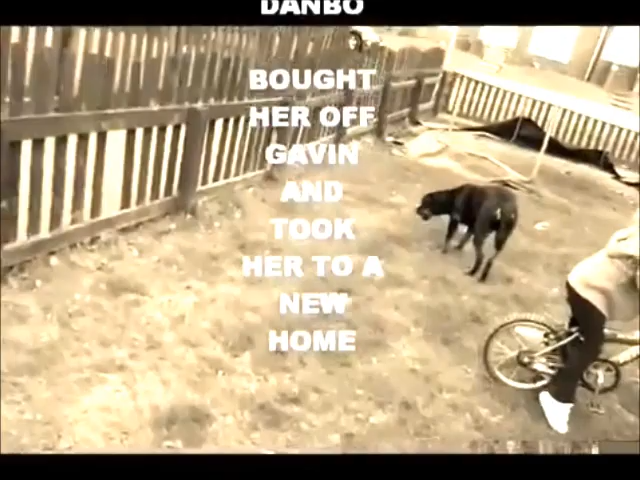 DANBO
BOUGHT
HER OFF
GAVIN
AND
TOOK
HER TO A
NEW
HOME